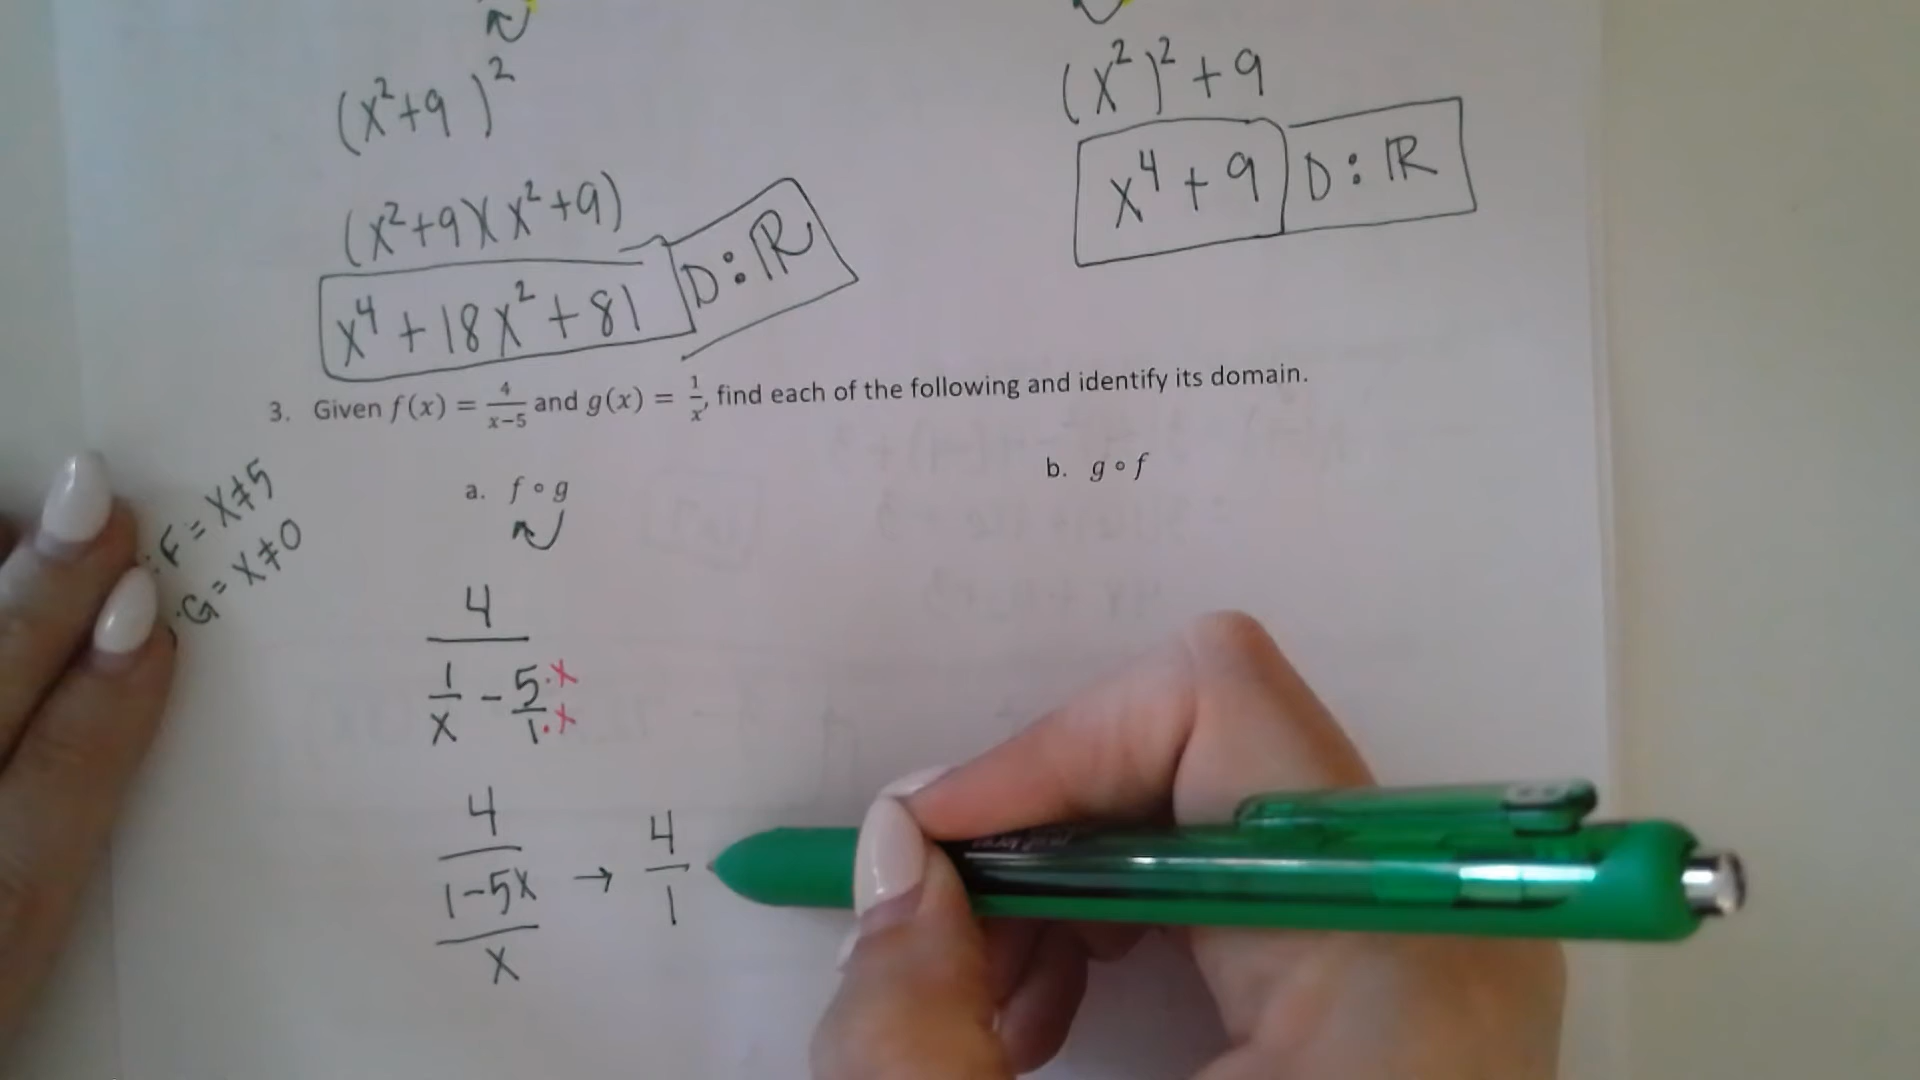 (x²+9)²
(x²)²+9
(x²+9)(x²+9)
x⁴+9 D:ℝ
x⁴+18x²+81 D:ℝ
3. Given f(x) = 4/(x−5) and g(x) = 1/x, find each of the following and identify its domain.
a. f∘g
b. g∘f
:F = X≠5
:G = X≠0
4
1/x − 5·x/1·x
4
1−5x → 4/1
x